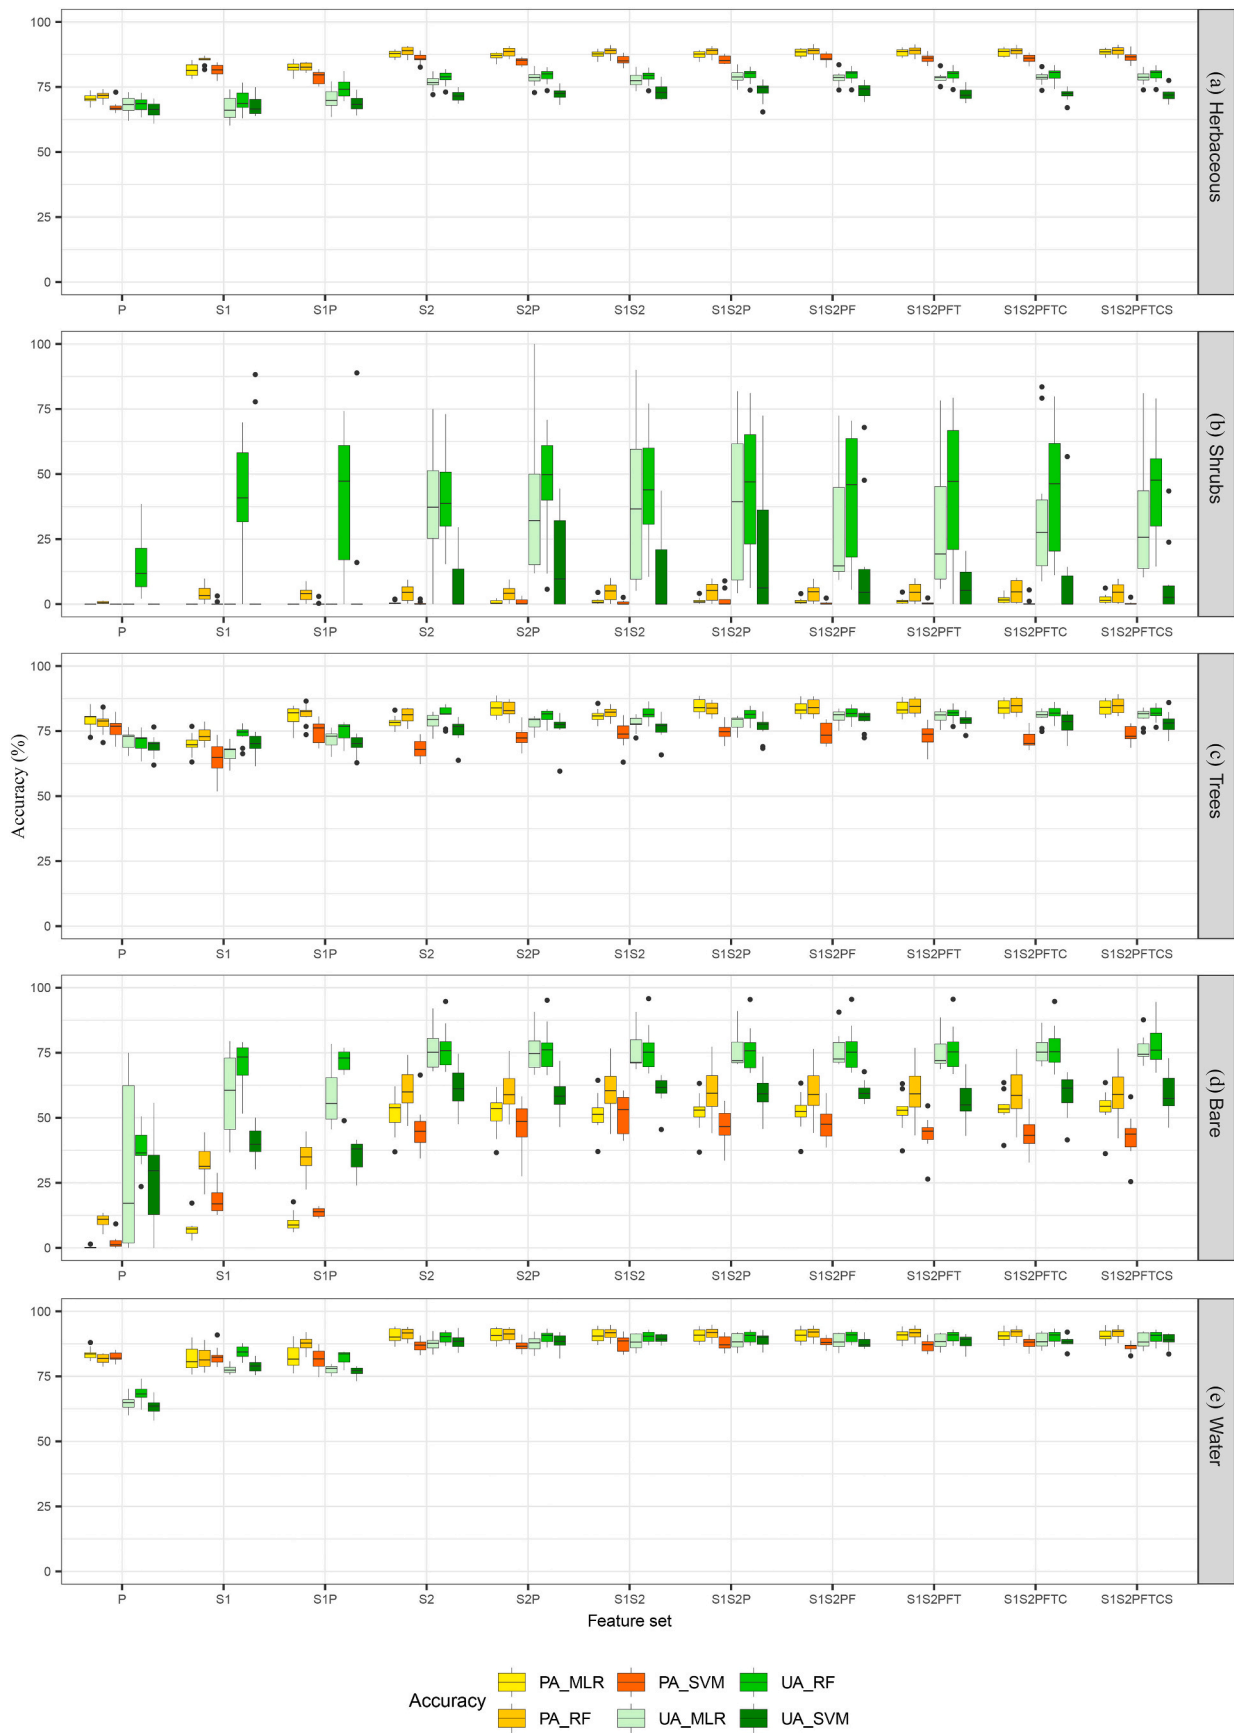 100
75
50
25
0
P S1 S1P S2 S2P S1S2 S1S2P S1S2PF S1S2PFT S1S2PFTC S1S2PFTCS
(a) Herbaceous
100
75
50
25
0
P S1 S1P S2 S2P S1S2 S1S2P S1S2PF S1S2PFT S1S2PFTC S1S2PFTCS
(b) Shrubs
Accuracy (%)
100
75
50
25
0
P S1 S1P S2 S2P S1S2 S1S2P S1S2PF S1S2PFT S1S2PFTC S1S2PFTCS
(c) Trees
100
75
50
25
0
P S1 S1P S2 S2P S1S2 S1S2P S1S2PF S1S2PFT S1S2PFTC S1S2PFTCS
(d) Bare
100
75
50
25
0
P S1 S1P S2 S2P S1S2 S1S2P S1S2PF S1S2PFT S1S2PFTC S1S2PFTCS
(e) Water
Feature set
Accuracy
PA_MLR PA_SVM UA_RF
PA_RF UA_MLR UA_SVM